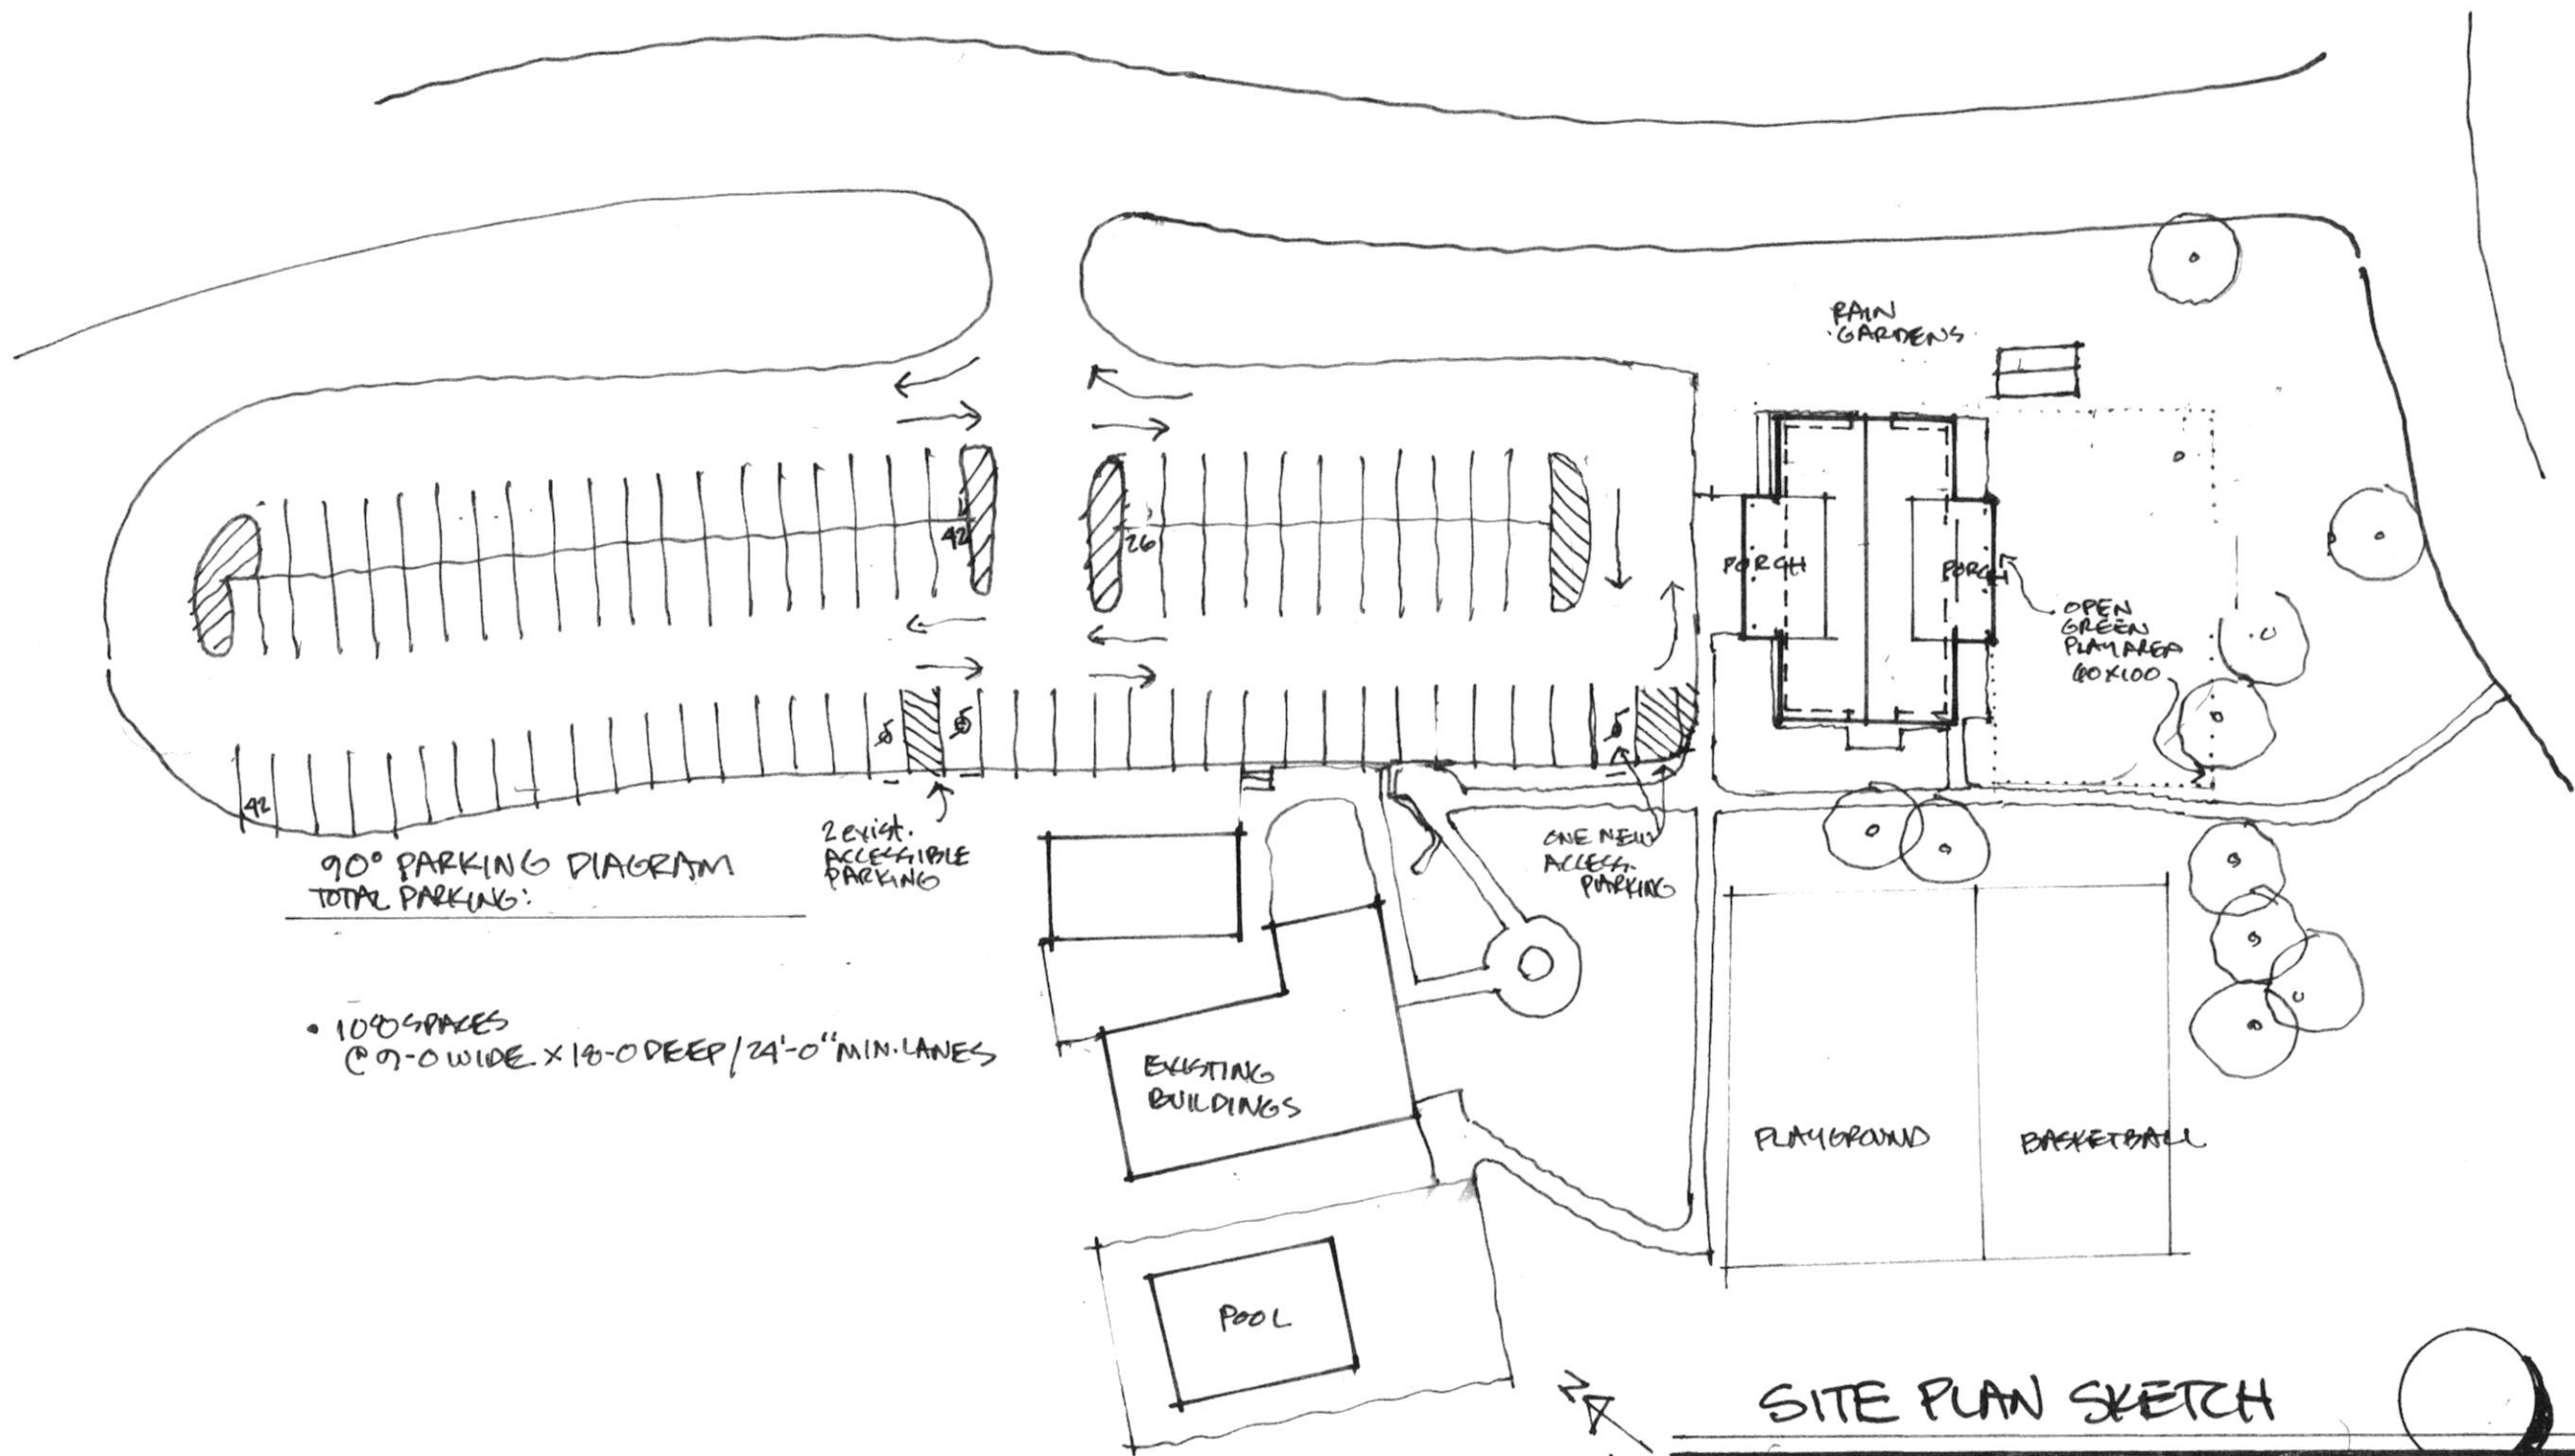 RAIN
GARDENS
42
26
PORCH
PORCH
OPEN
GREEN
PLAY AREA
60X100
42
2 exist.
ACCESSIBLE
PARKING
ONE NEW
ACCESS.
PARKING
90° PARKING DIAGRAM
TOTAL PARKING:
• 108 SPACES
@ 9-0 WIDE X 18-0 DEEP / 24'-0" MIN. LANES
EXISTING
BUILDINGS
PLAYGROUND
BASKETBALL
POOL
N
SITE PLAN SKETCH